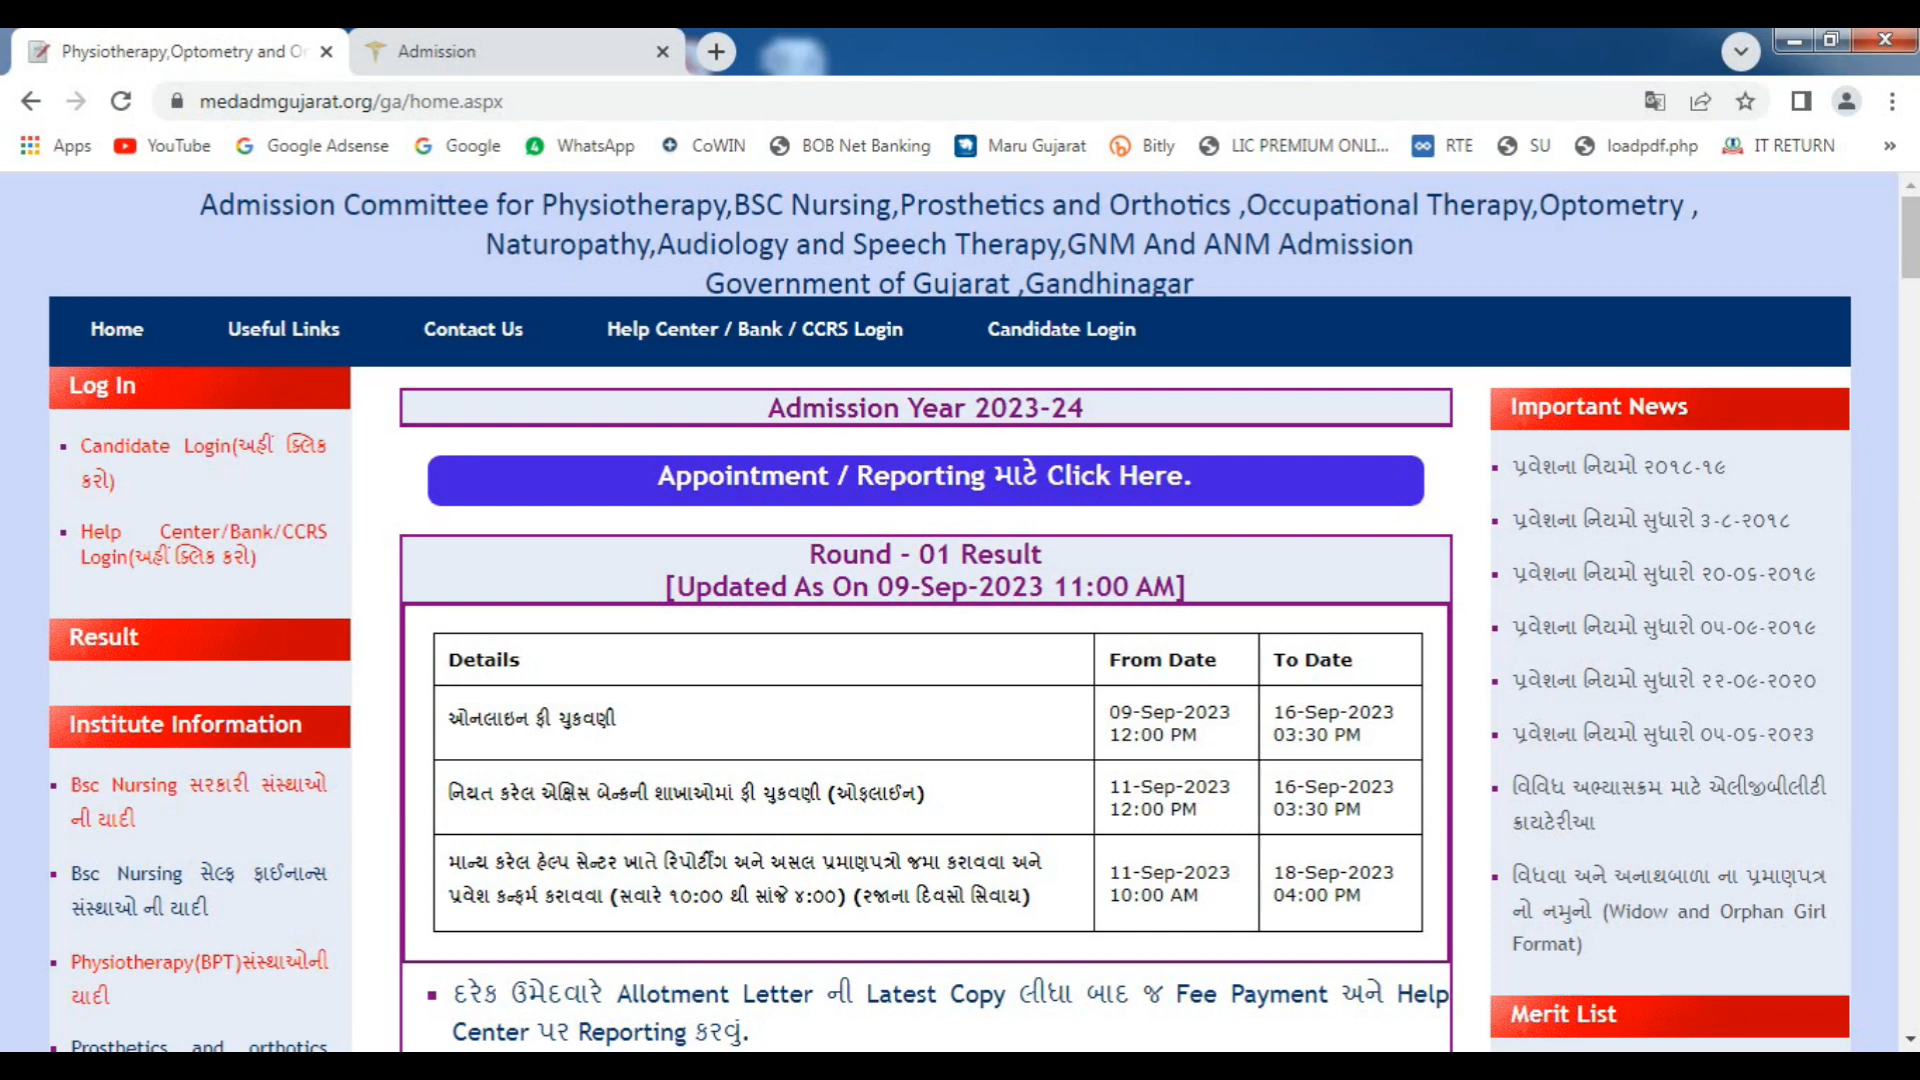 Physiotherapy,Optometry and Or
Admission
medadmgujarat.org/ga/home.aspx
Apps YouTube Google Adsense Google WhatsApp CoWIN BOB Net Banking Maru Gujarat Bitly LIC PREMIUM ONLI... RTE SU loadpdf.php IT RETURN »
Admission Committee for Physiotherapy,BSC Nursing,Prosthetics and Orthotics ,Occupational Therapy,Optometry ,
Naturopathy,Audiology and Speech Therapy,GNM And ANM Admission
Government of Gujarat ,Gandhinagar
Home Useful Links Contact Us Help Center / Bank / CCRS Login Candidate Login
Log In
Candidate Login(અહીં ક્લિક
કરો)
Help Center/Bank/CCRS
Login(અહીં ક્લિક કરો)
Result
Institute Information
Bsc Nursing સરકારી સંસ્થાઓ
ની યાદી
Bsc Nursing સેલ્ફ ફાઈનાન્સ
સંસ્થાઓ ની યાદી
Physiotherapy(BPT)સંસ્થાઓની
યાદી
Prosthetics and orthotics
Admission Year 2023-24
Appointment / Reporting માટે Click Here.
Round - 01 Result
[Updated As On 09-Sep-2023 11:00 AM]
Details From Date To Date
ઓનલાઇન ફી ચુકવણી
09-Sep-2023 12:00 PM
16-Sep-2023 03:30 PM
નિયત કરેલ એક્ષિસ બેન્કની શાખાઓમાં ફી ચુકવણી (ઓફલાઈન)
11-Sep-2023 12:00 PM
16-Sep-2023 03:30 PM
માન્ય કરેલ હેલ્પ સેન્ટર ખાતે રિપોર્ટીંગ અને અસલ પ્રમાણપત્રો જમા કરાવવા અને
પ્રવેશ કન્ફર્મ કરાવવા (સવારે ૧૦:૦૦ થી સાંજે ૪:૦૦) (રજાના દિવસો સિવાય)
11-Sep-2023 10:00 AM
18-Sep-2023 04:00 PM
દરેક ઉમેદવારે Allotment Letter ની Latest Copy લીધા બાદ જ Fee Payment અને Help
Center પર Reporting કરવું.
Important News
પ્રવેશના નિયમો ૨૦૧૮-૧૯
પ્રવેશના નિયમો સુધારો ૩-૮-૨૦૧૮
પ્રવેશના નિયમો સુધારો ૨૦-૦૬-૨૦૧૯
પ્રવેશના નિયમો સુધારો ૦૫-૦૯-૨૦૧૯
પ્રવેશના નિયમો સુધારો ૨૨-૦૯-૨૦૨૦
પ્રવેશના નિયમો સુધારો ૦૫-૦૬-૨૦૨૩
વિવિધ અભ્યાસક્રમ માટે એલીજીબીલીટી
ક્રાયટેરીઆ
વિધવા અને અનાથબાળા ના પ્રમાણપત્ર
નો નમુનો (Widow and Orphan Girl
Format)
Merit List